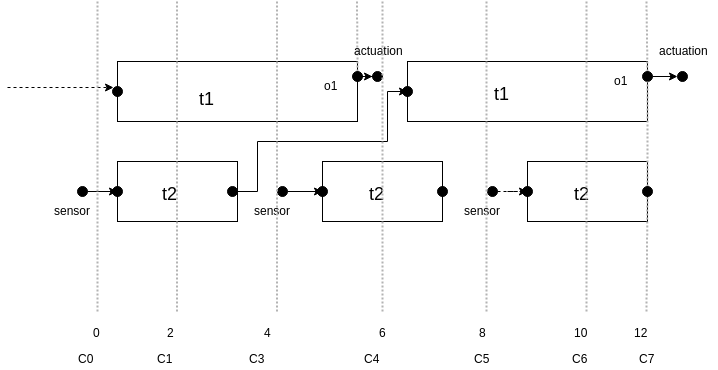 actuation
actuation
o1
o1
t1
t1
t2
t2
t2
sensor
sensor
sensor
0 2 4 6 8 10 12
C0 C1 C3 C4 C5 C6 C7